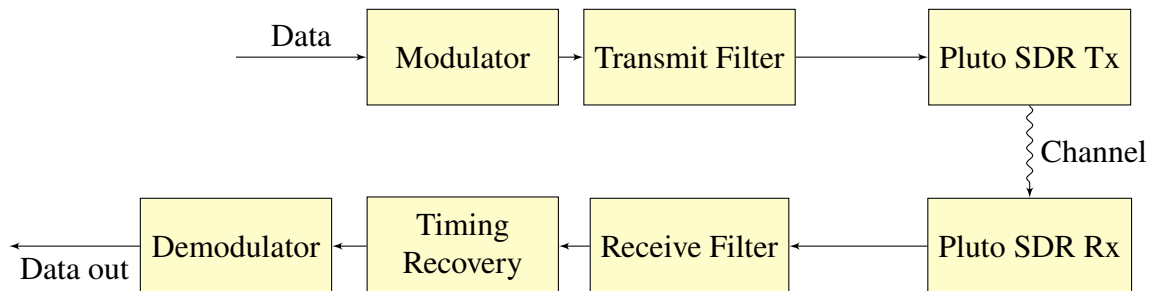 Data
Modulator
Transmit Filter
Pluto SDR Tx
Channel
Data out
Demodulator
Timing
Recovery
Receive Filter
Pluto SDR Rx